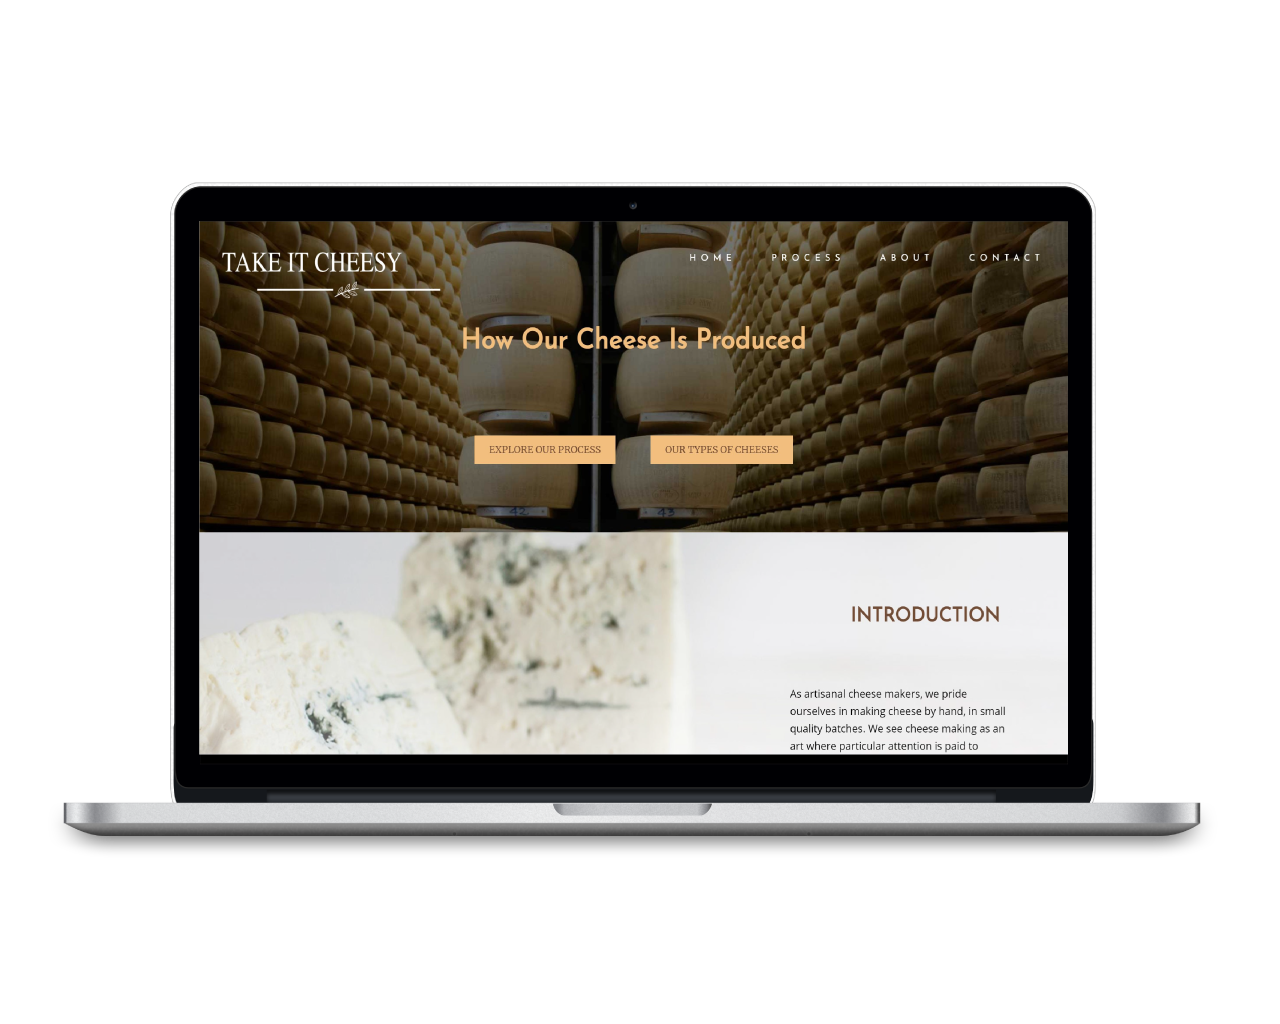 TAKE IT CHEESY
HOME PROCESS ABOUT CONTACT
How Our Cheese Is Produced
EXPLORE OUR PROCESS
OUR TYPES OF CHEESES
42
43
INTRODUCTION
As artisanal cheese makers, we pride
ourselves in making cheese by hand, in small
quality batches. We see cheese making as an
art where particular attention is paid to